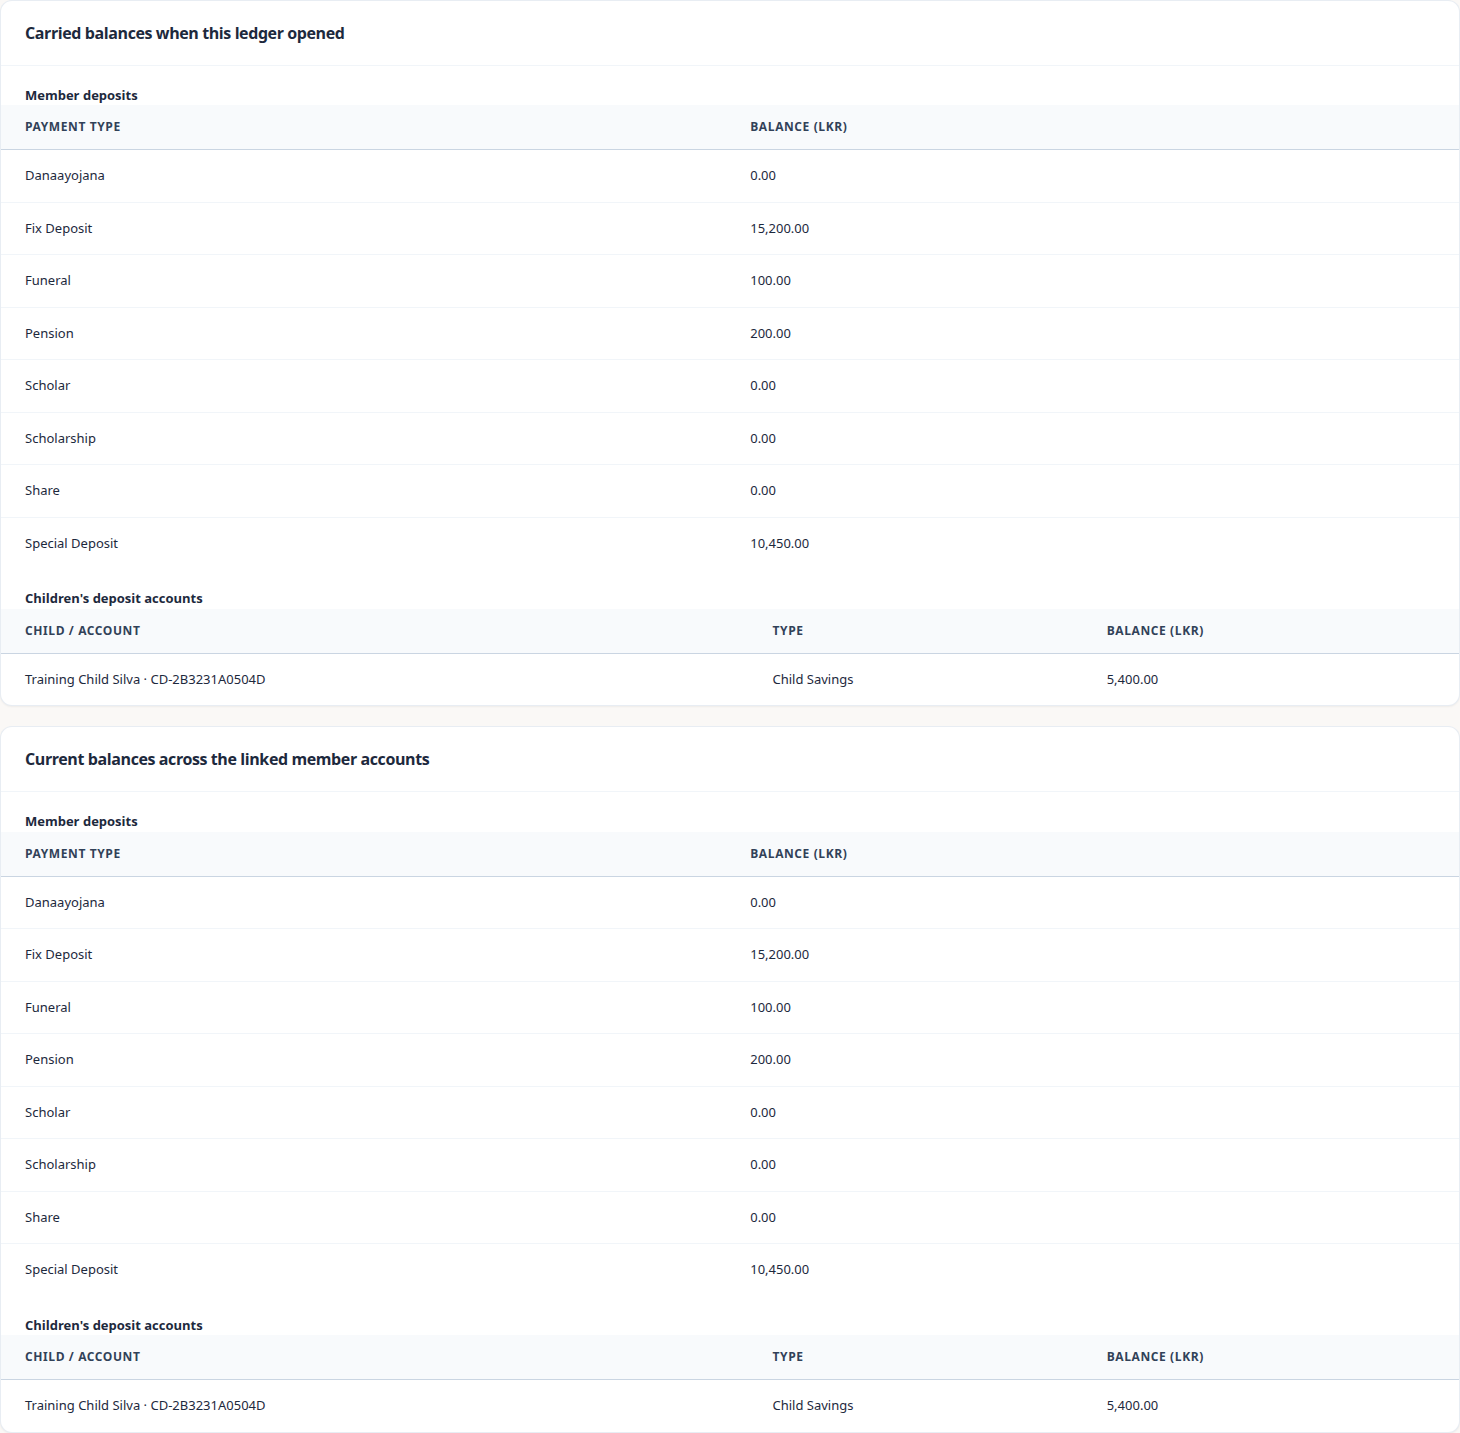 Carried balances when this ledger opened
Member deposits
PAYMENT TYPE BALANCE (LKR)
Danaayojana 0.00
Fix Deposit 15,200.00
Funeral 100.00
Pension 200.00
Scholar 0.00
Scholarship 0.00
Share 0.00
Special Deposit 10,450.00
Children's deposit accounts
CHILD / ACCOUNT TYPE BALANCE (LKR)
Training Child Silva · CD-2B3231A0504D Child Savings 5,400.00
Current balances across the linked member accounts
Member deposits
PAYMENT TYPE BALANCE (LKR)
Danaayojana 0.00
Fix Deposit 15,200.00
Funeral 100.00
Pension 200.00
Scholar 0.00
Scholarship 0.00
Share 0.00
Special Deposit 10,450.00
Children's deposit accounts
CHILD / ACCOUNT TYPE BALANCE (LKR)
Training Child Silva · CD-2B3231A0504D Child Savings 5,400.00